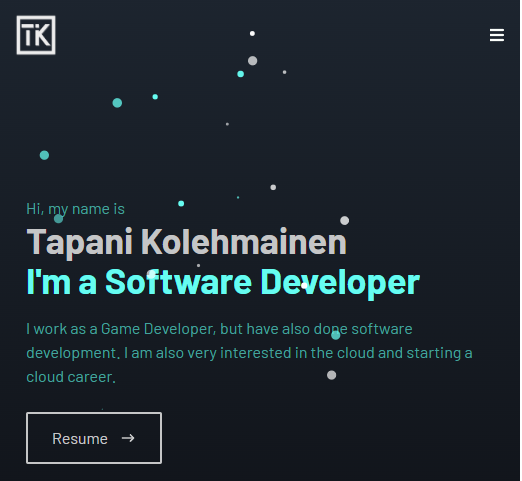 TK
Hi, my name is
Tapani Kolehmainen
I'm a Software Developer
I work as a Game Developer, but have also done software
development. I am also very interested in the cloud and starting a
cloud career.
Resume →